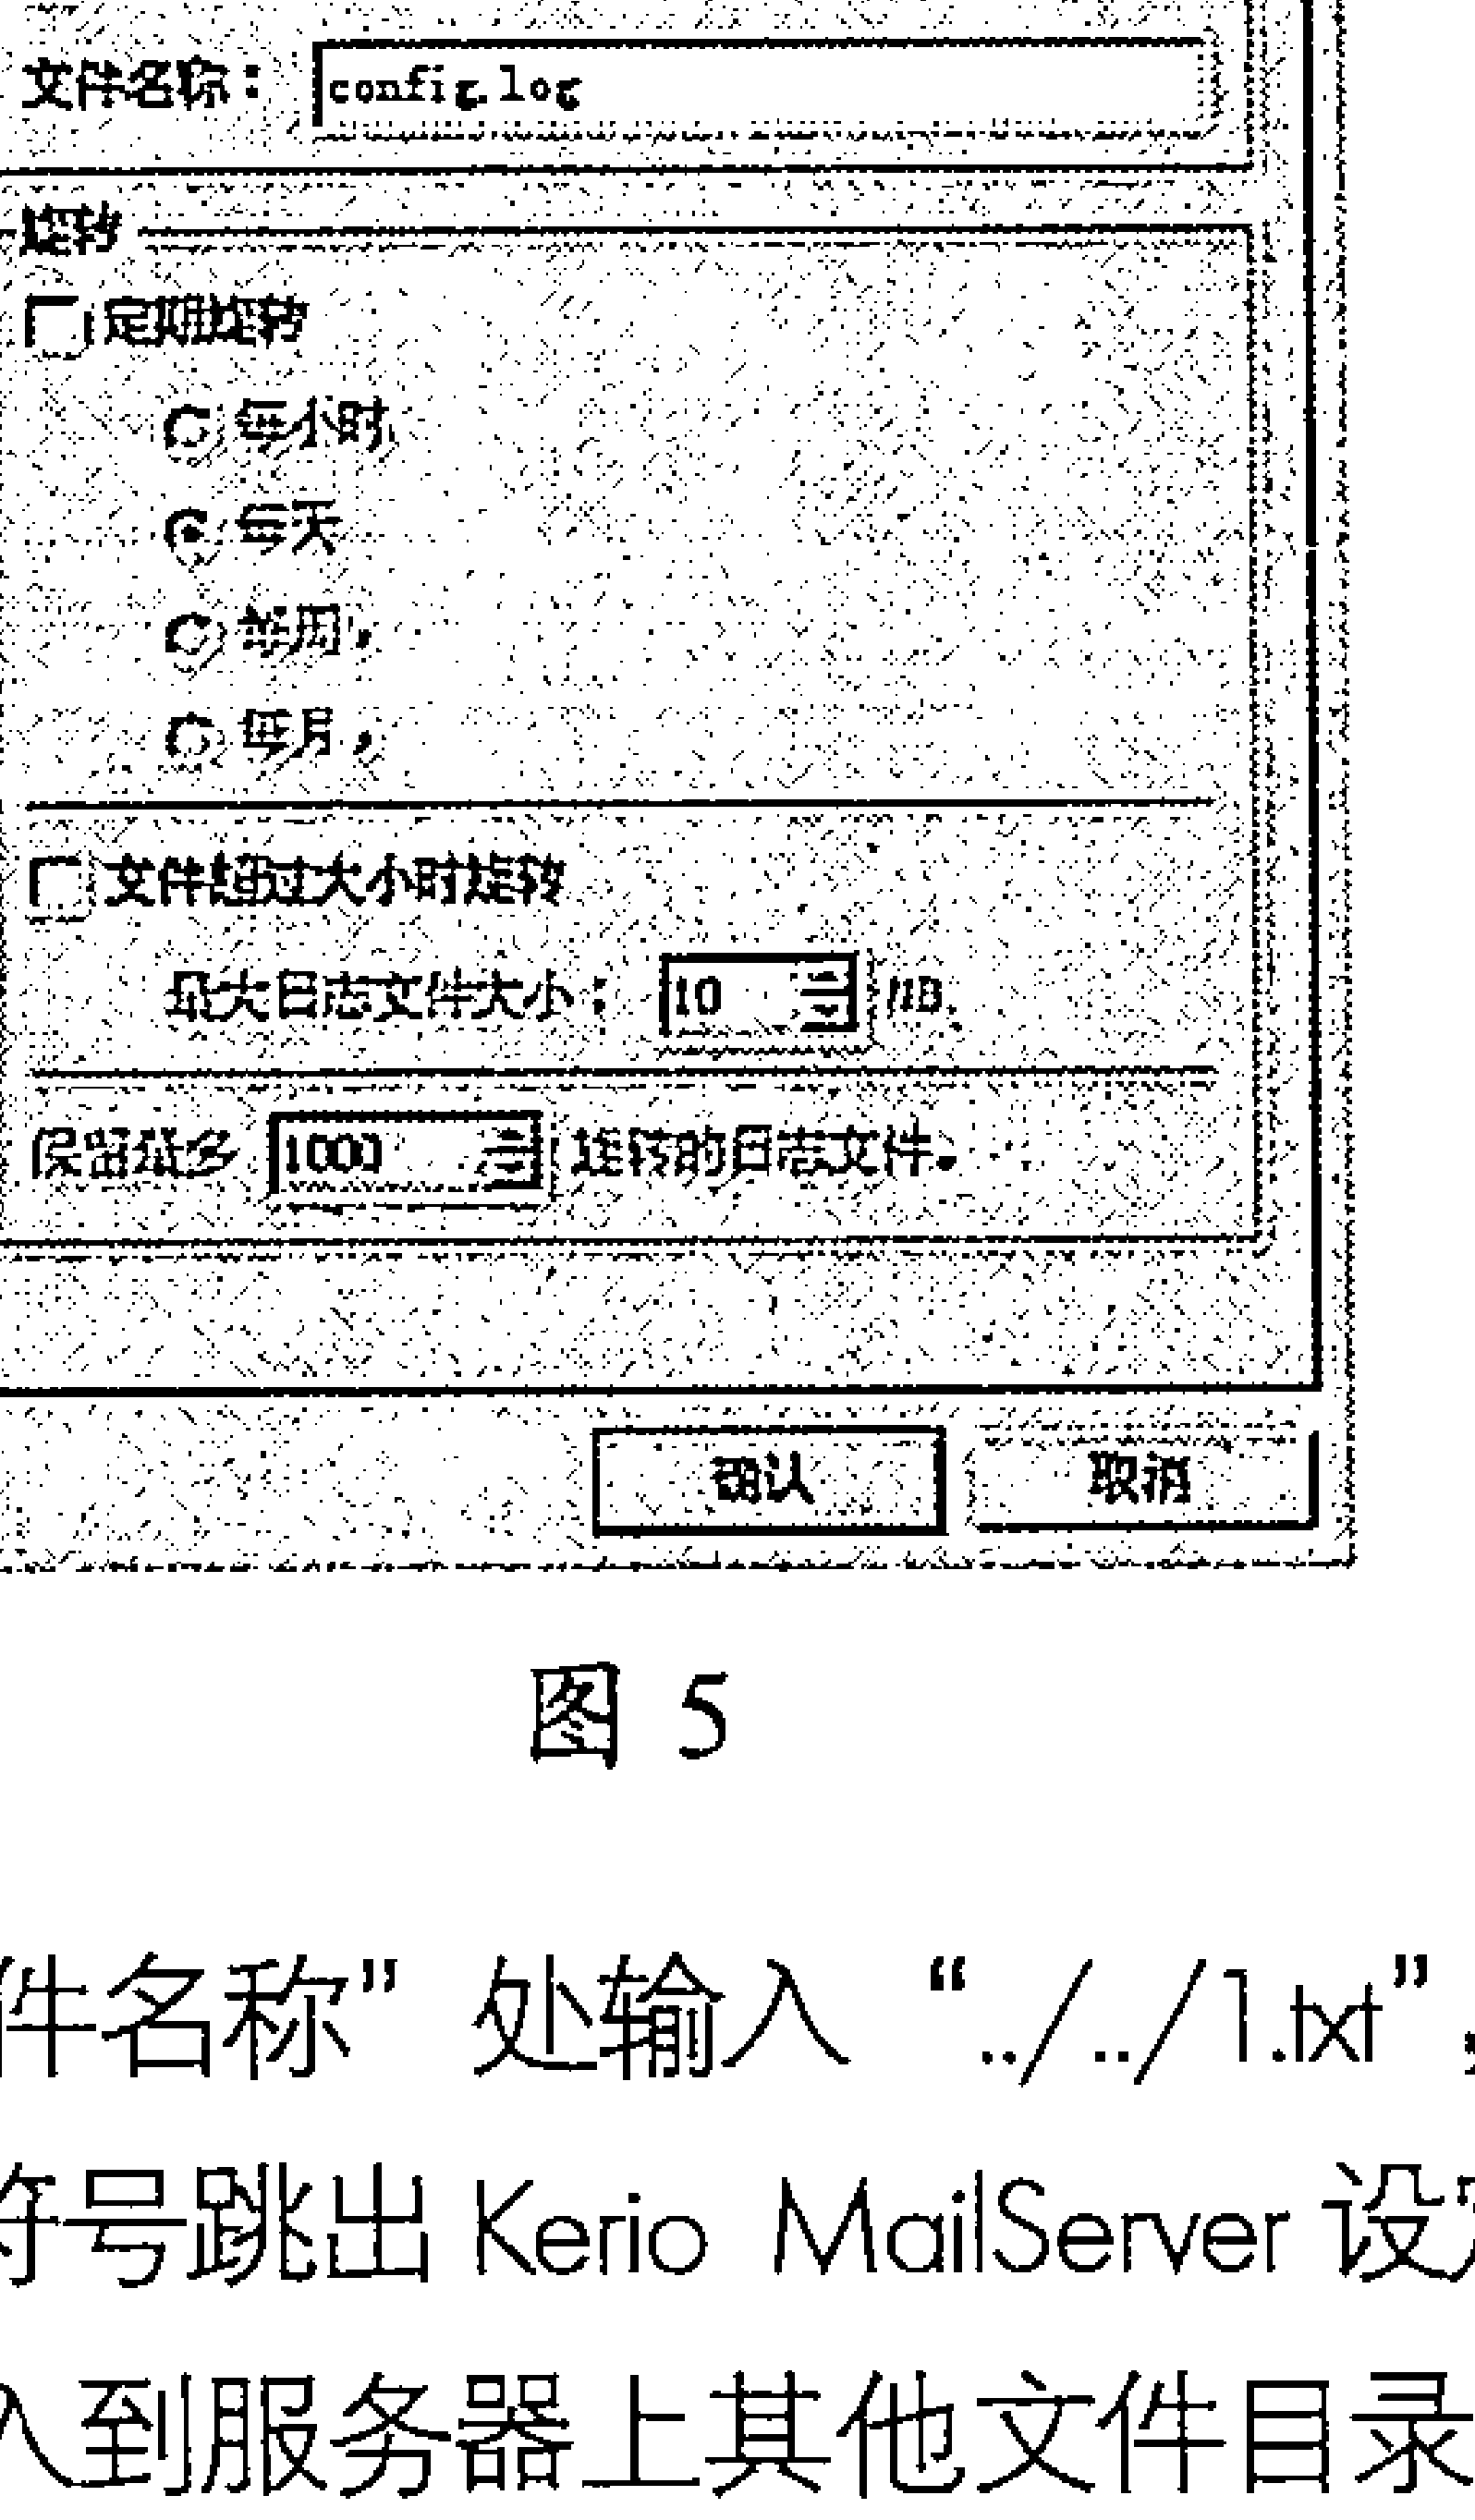 文件名称： config.log
旋转
定期旋转
每小时
每天
每周，
每月，
文件超过大小时旋转
最大日志文件大小： 10 MB.
保留最多 1000 旋转的日志文件。
确认 取消
图 5
件名称” 处输入 “../../1.txt”，
符号跳出 Kerio MailServer 设定
入到服务器上其他文件目录